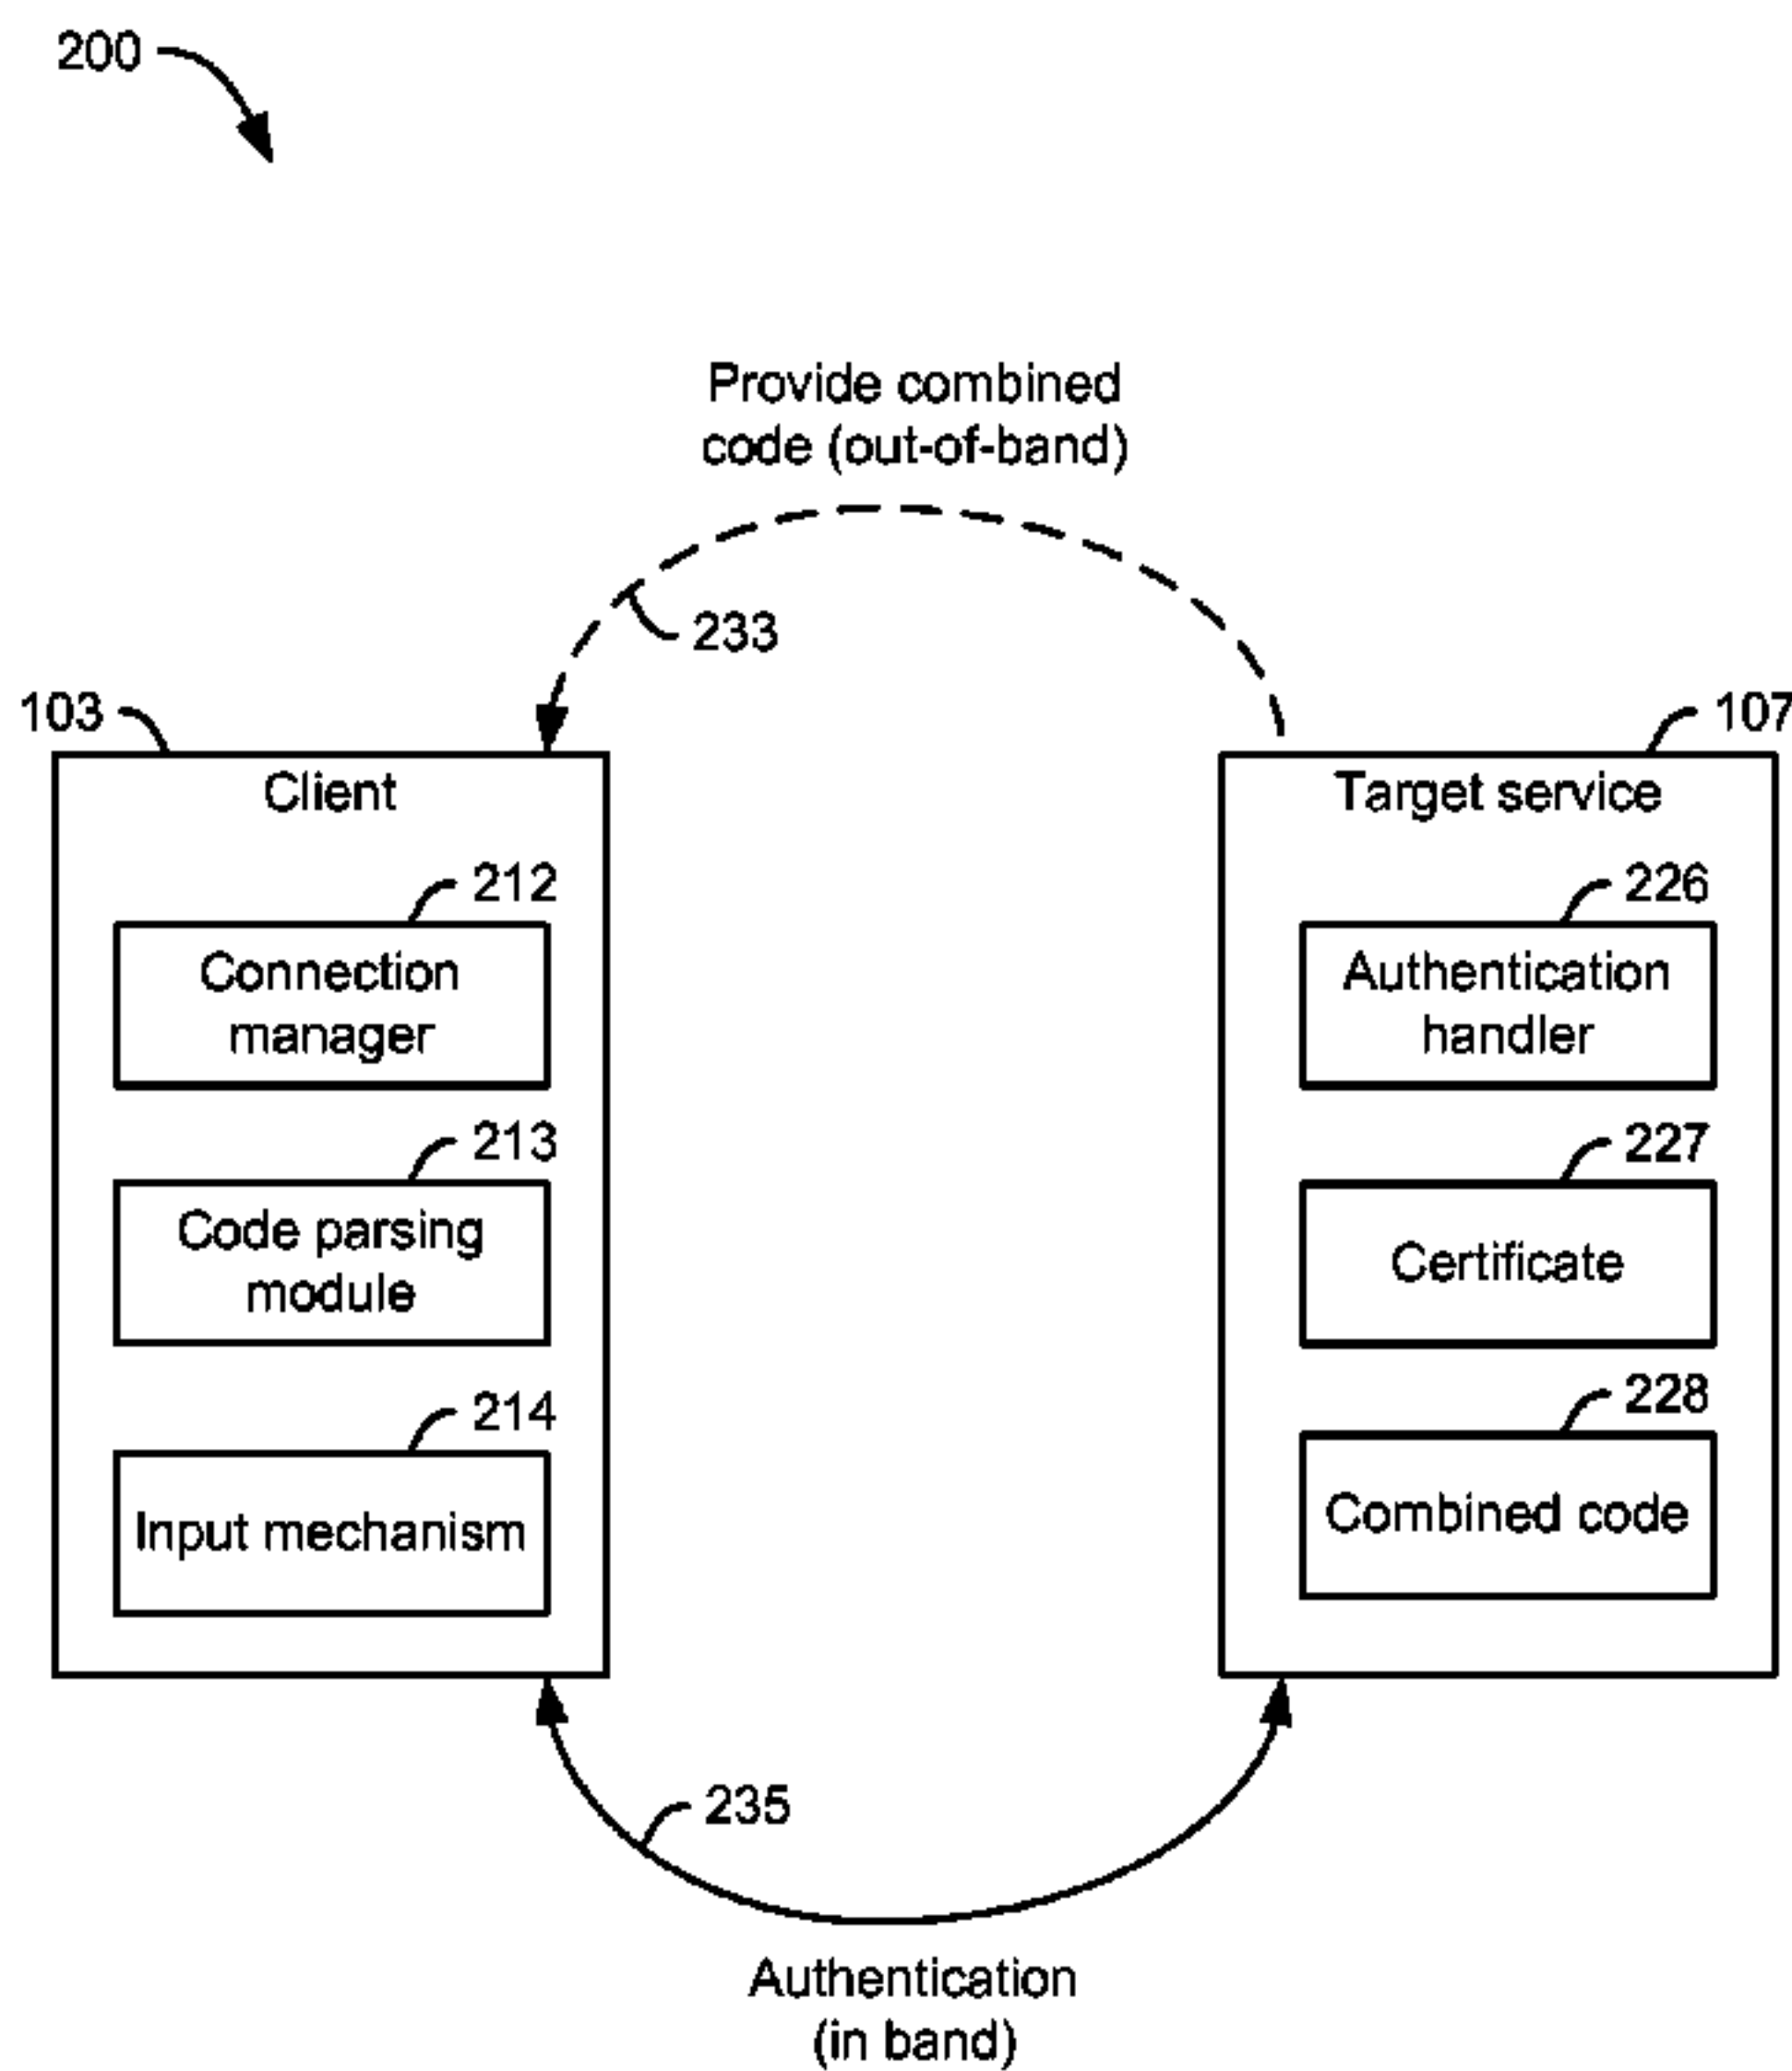 200
Provide combined
code (out-of-band)
233
103
107
Client
Target service
212
226
Connection
manager
Authentication
handler
213
227
Code parsing
module
Certificate
214
228
Input mechanism
Combined code
235
Authentication
(in band)